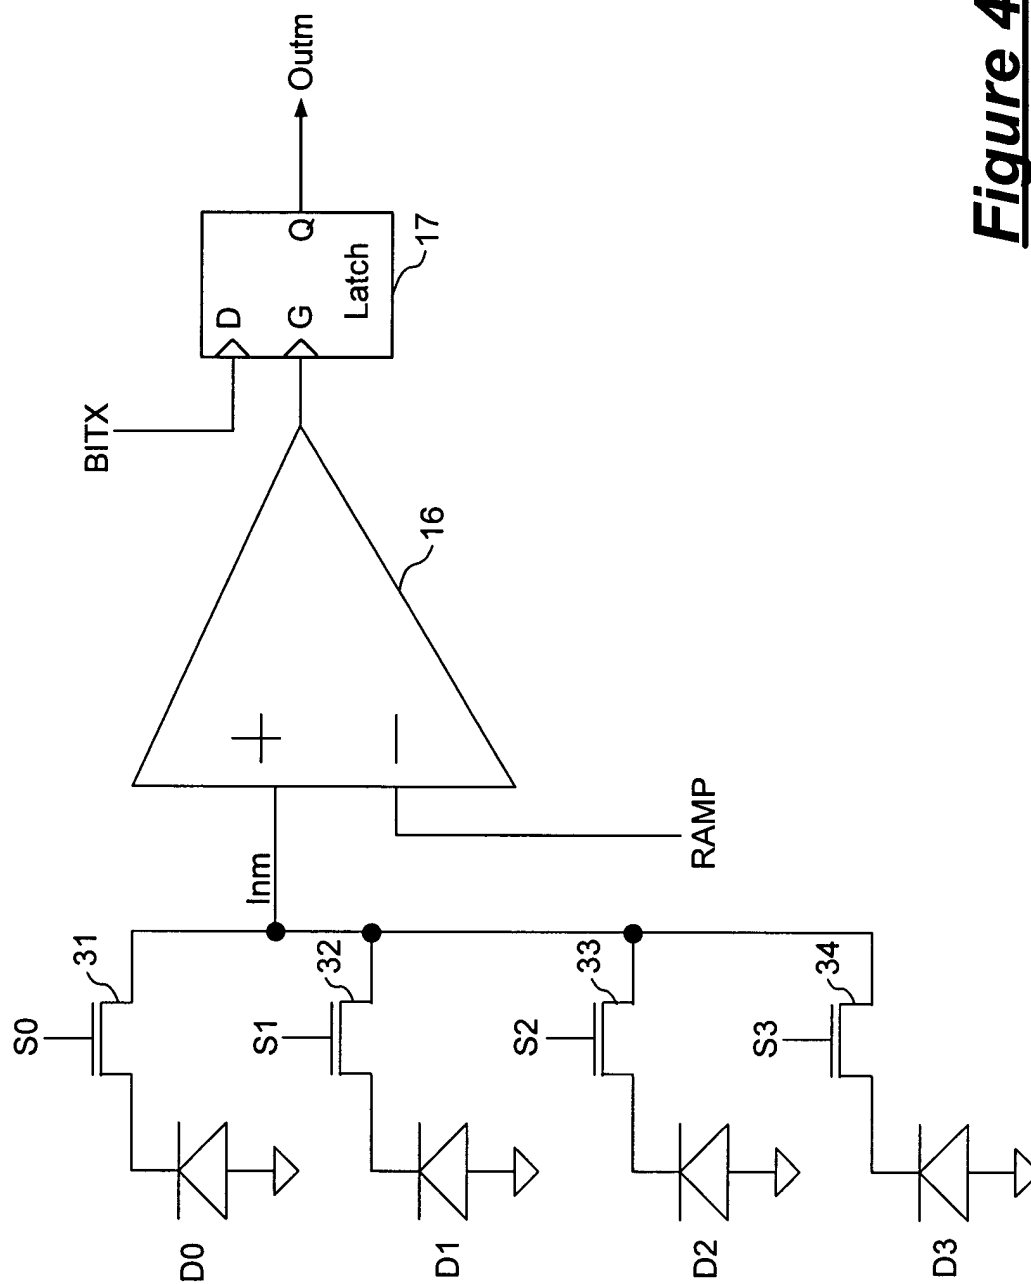 S0
31
D0
S1
32
D1
S2
33
D2
S3
34
D3
Inm
RAMP
+
−
16
BITX
D
G
Q
Latch
17
Outm
Figure 4